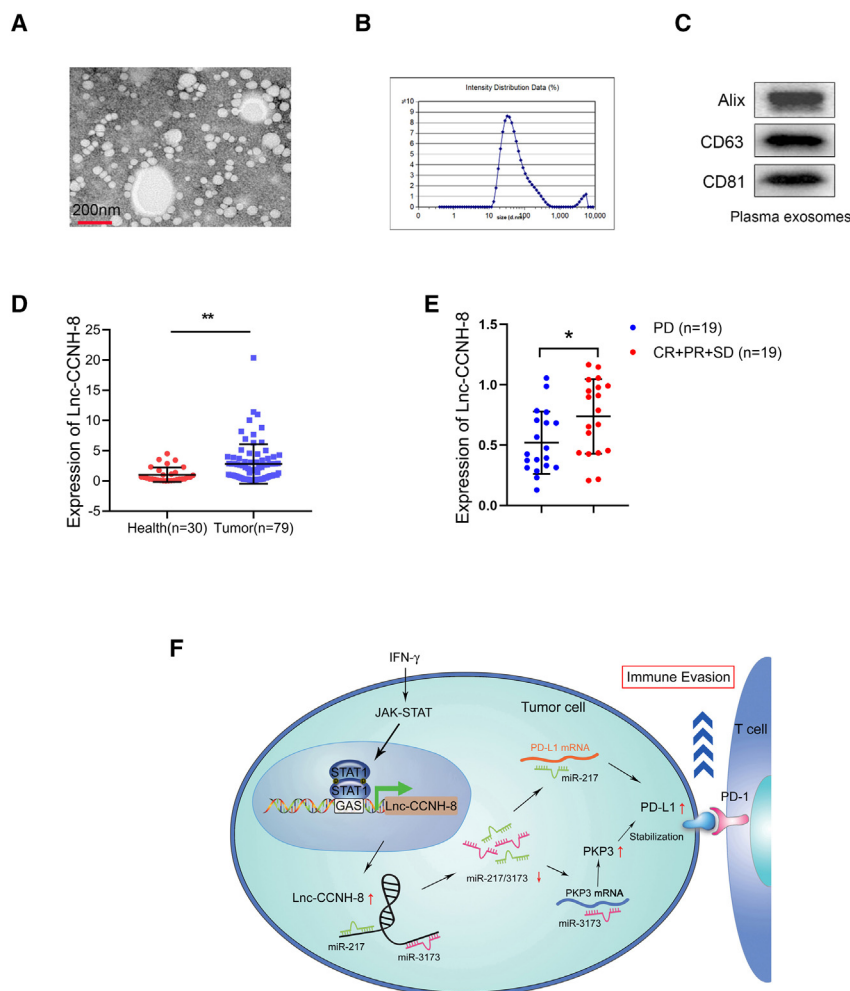 A
200nm
B
Intensity Distribution Data (%)
10
9
8
7
6
5
4
3
2
1
0
0 1 10 100 1,000 10,000
size (d.nm)
C
Alix
CD63
CD81
Plasma exosomes
D
Expression of Lnc-CCNH-8
25
20
15
10
5
0
-5
**
Health(n=30) Tumor(n=79)
E
Expression of Lnc-CCNH-8
1.5
1.0
0.5
0.0
*
PD (n=19)
CR+PR+SD (n=19)
F
IFN-γ
JAK-STAT
STAT1
STAT1
GAS
Lnc-CCNH-8
Tumor cell
Immune Evasion
T cell
PD-L1 mRNA
miR-217
PD-L1 ↑
PD-1
Stabilization
PKP3 ↑
miR-217/3173 ↓
PKP3 mRNA
miR-3173
Lnc-CCNH-8 ↑
miR-217
miR-3173